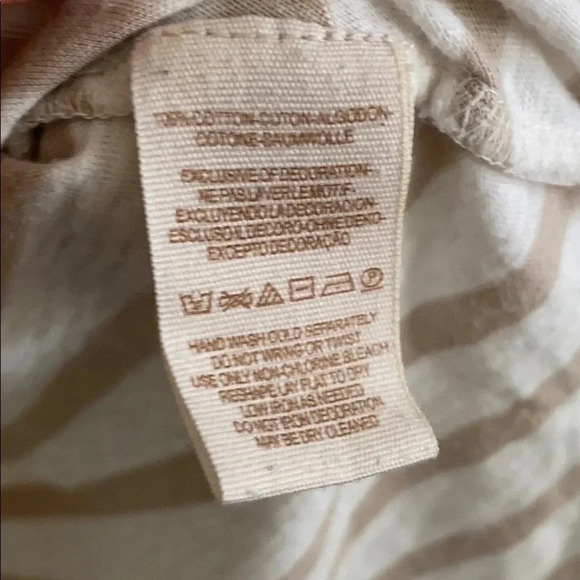 100%-COTTON-COTON-ALGODON-
COTONE-BAUMWOLLE
EXCLUSIVE OF DECORATION-
NE PAS LAVER LE MOTIF-
EXCLUYENDO LA DECORACION-
ESCLUSO AL DECORO-OHNE DEKO-
EXCEPTO DECORAÇÃO
P
HAND WASH COLD SEPARATELY
DO NOT WRING OR TWIST
USE ONLY NON-CHLORINE BLEACH
RESHAPE LAY FLAT TO DRY
LOW IRON AS NEEDED
DO NOT IRON DECORATION
MAY BE DRY CLEANED